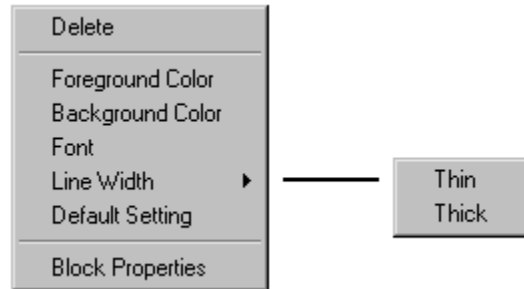 Delete
Foreground Color
Background Color
Font
Line Width
Default Setting
Block Properties
Thin
Thick